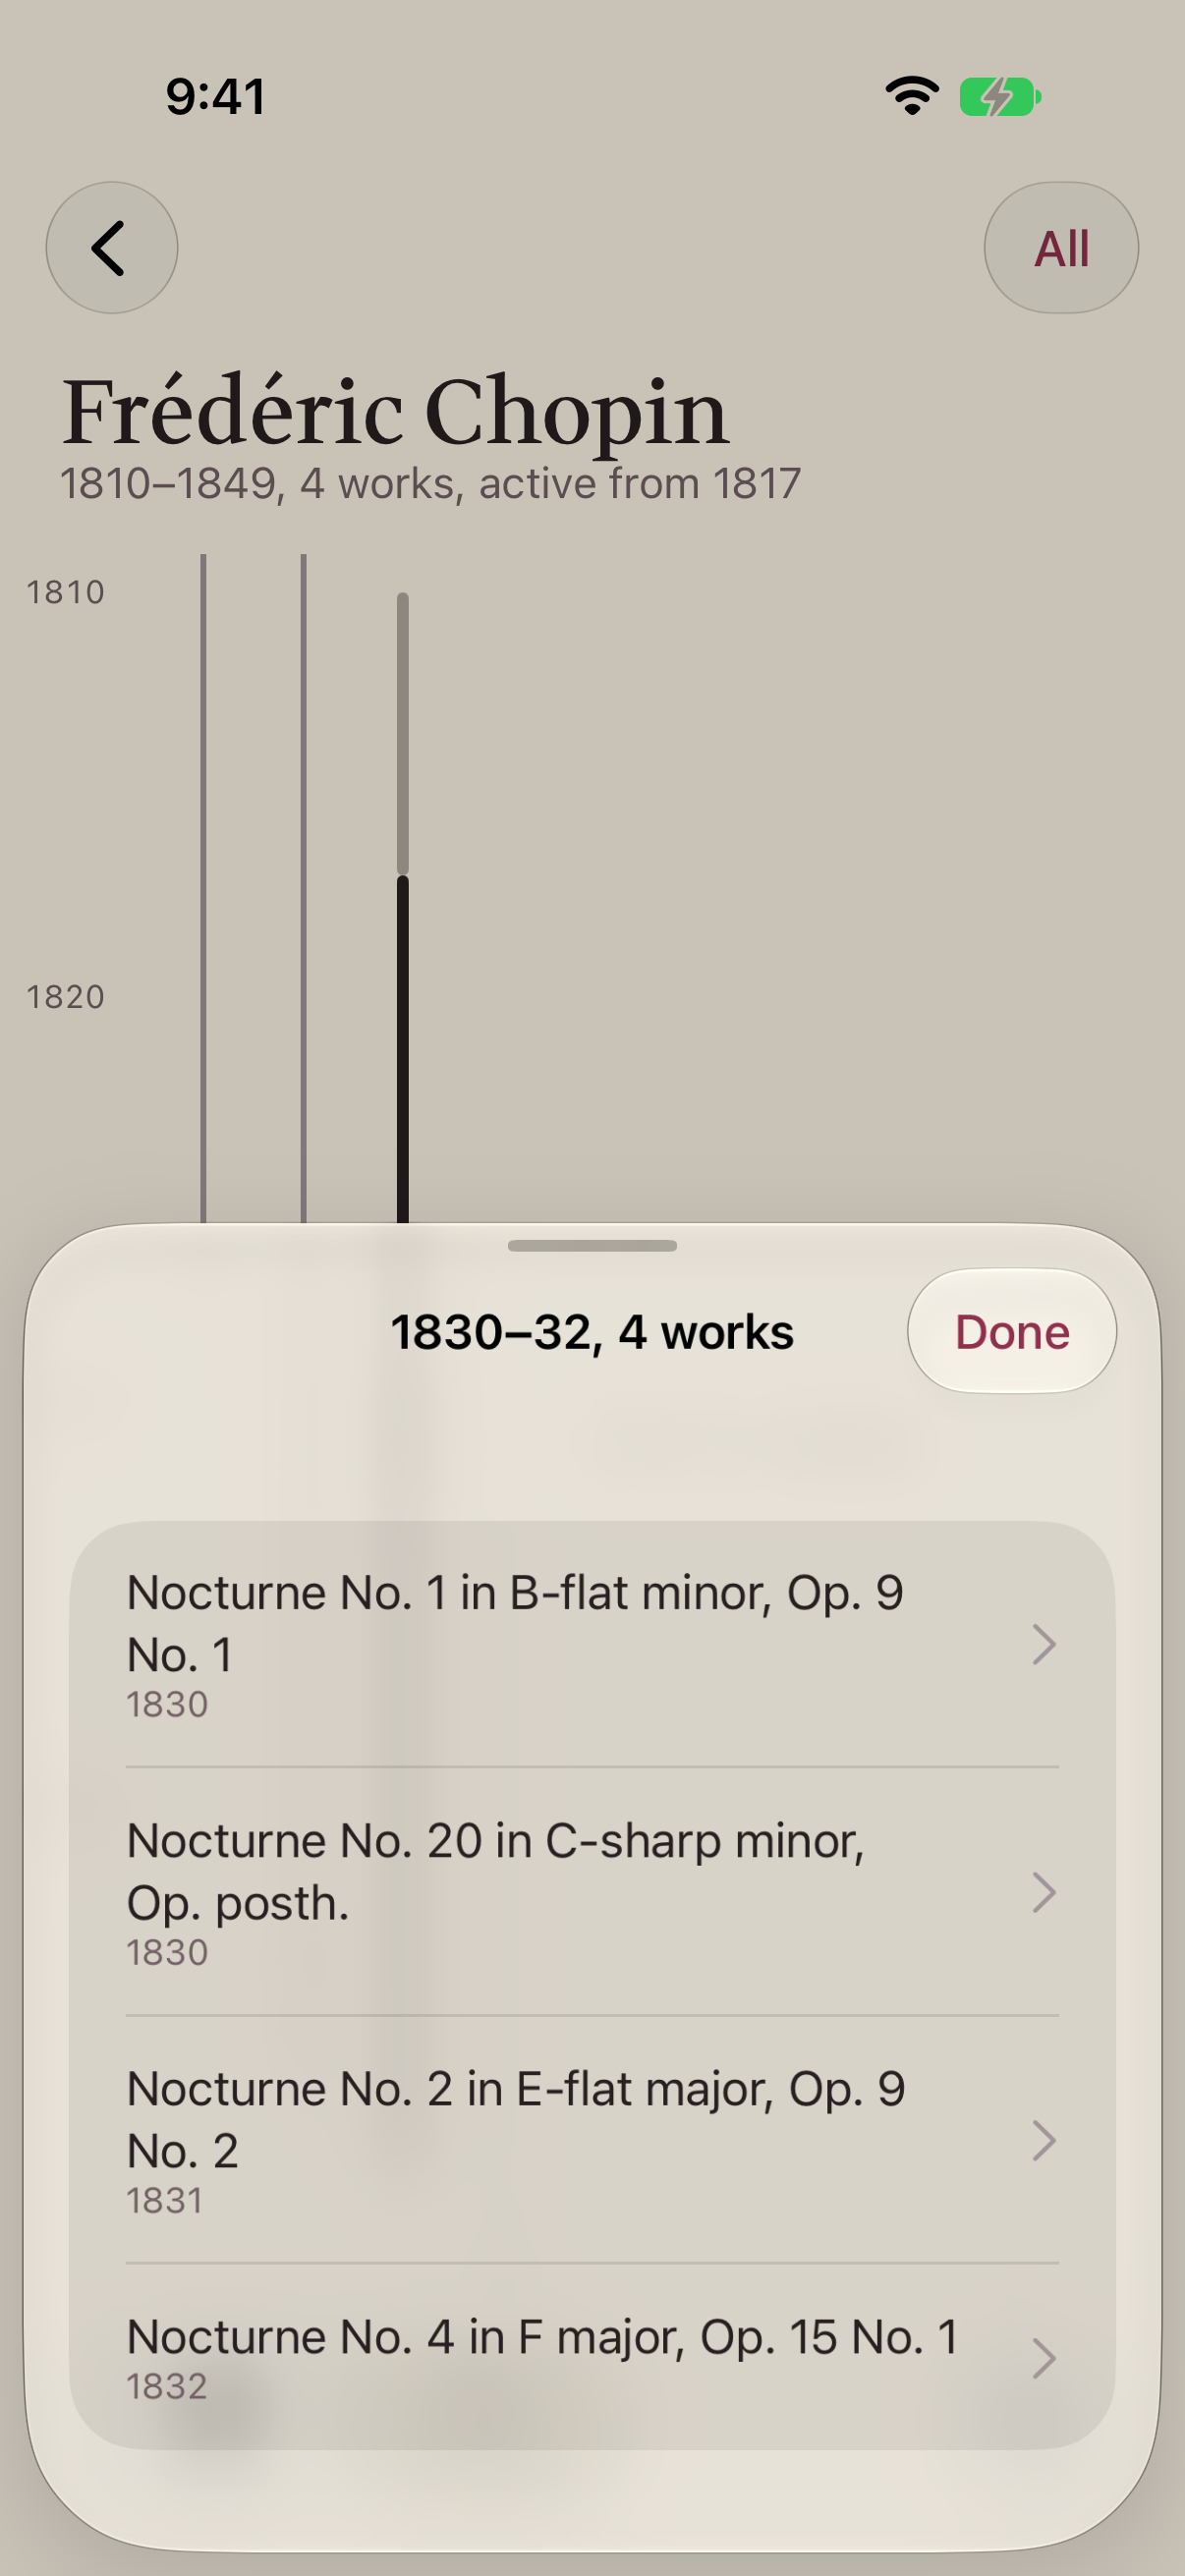 9:41
All
Frédéric Chopin
1810–1849, 4 works, active from 1817
1810
1820
1830–32, 4 works
Done
Nocturne No. 1 in B-flat minor, Op. 9
No. 1
1830
Nocturne No. 20 in C-sharp minor,
Op. posth.
1830
Nocturne No. 2 in E-flat major, Op. 9
No. 2
1831
Nocturne No. 4 in F major, Op. 15 No. 1
1832